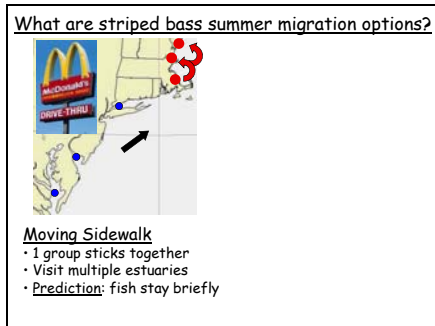 What are striped bass summer migration options?
McDonald's
DRIVE-THRU
Moving Sidewalk
• 1 group sticks together
• Visit multiple estuaries
• Prediction: fish stay briefly